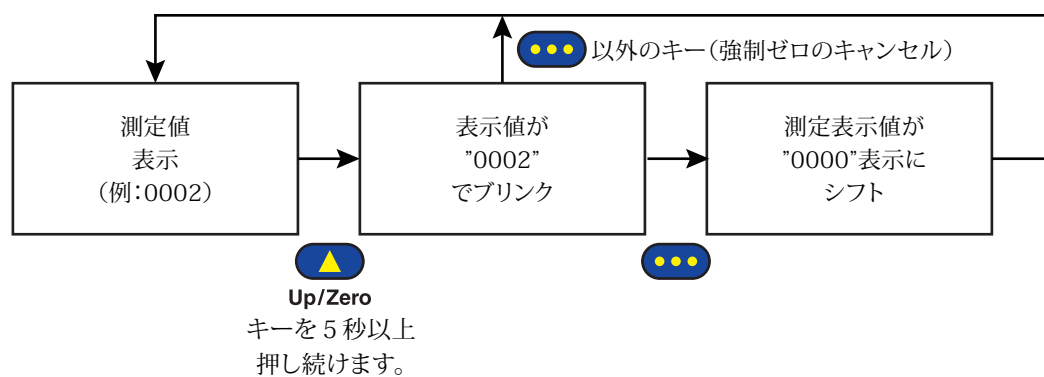 以外のキー（強制ゼロのキャンセル）
測定値
表示
（例：0002）
表示値が
”0002”
でブリンク
測定表示値が
”0000”表示に
シフト
Up/Zero
キーを５秒以上
押し続けます。